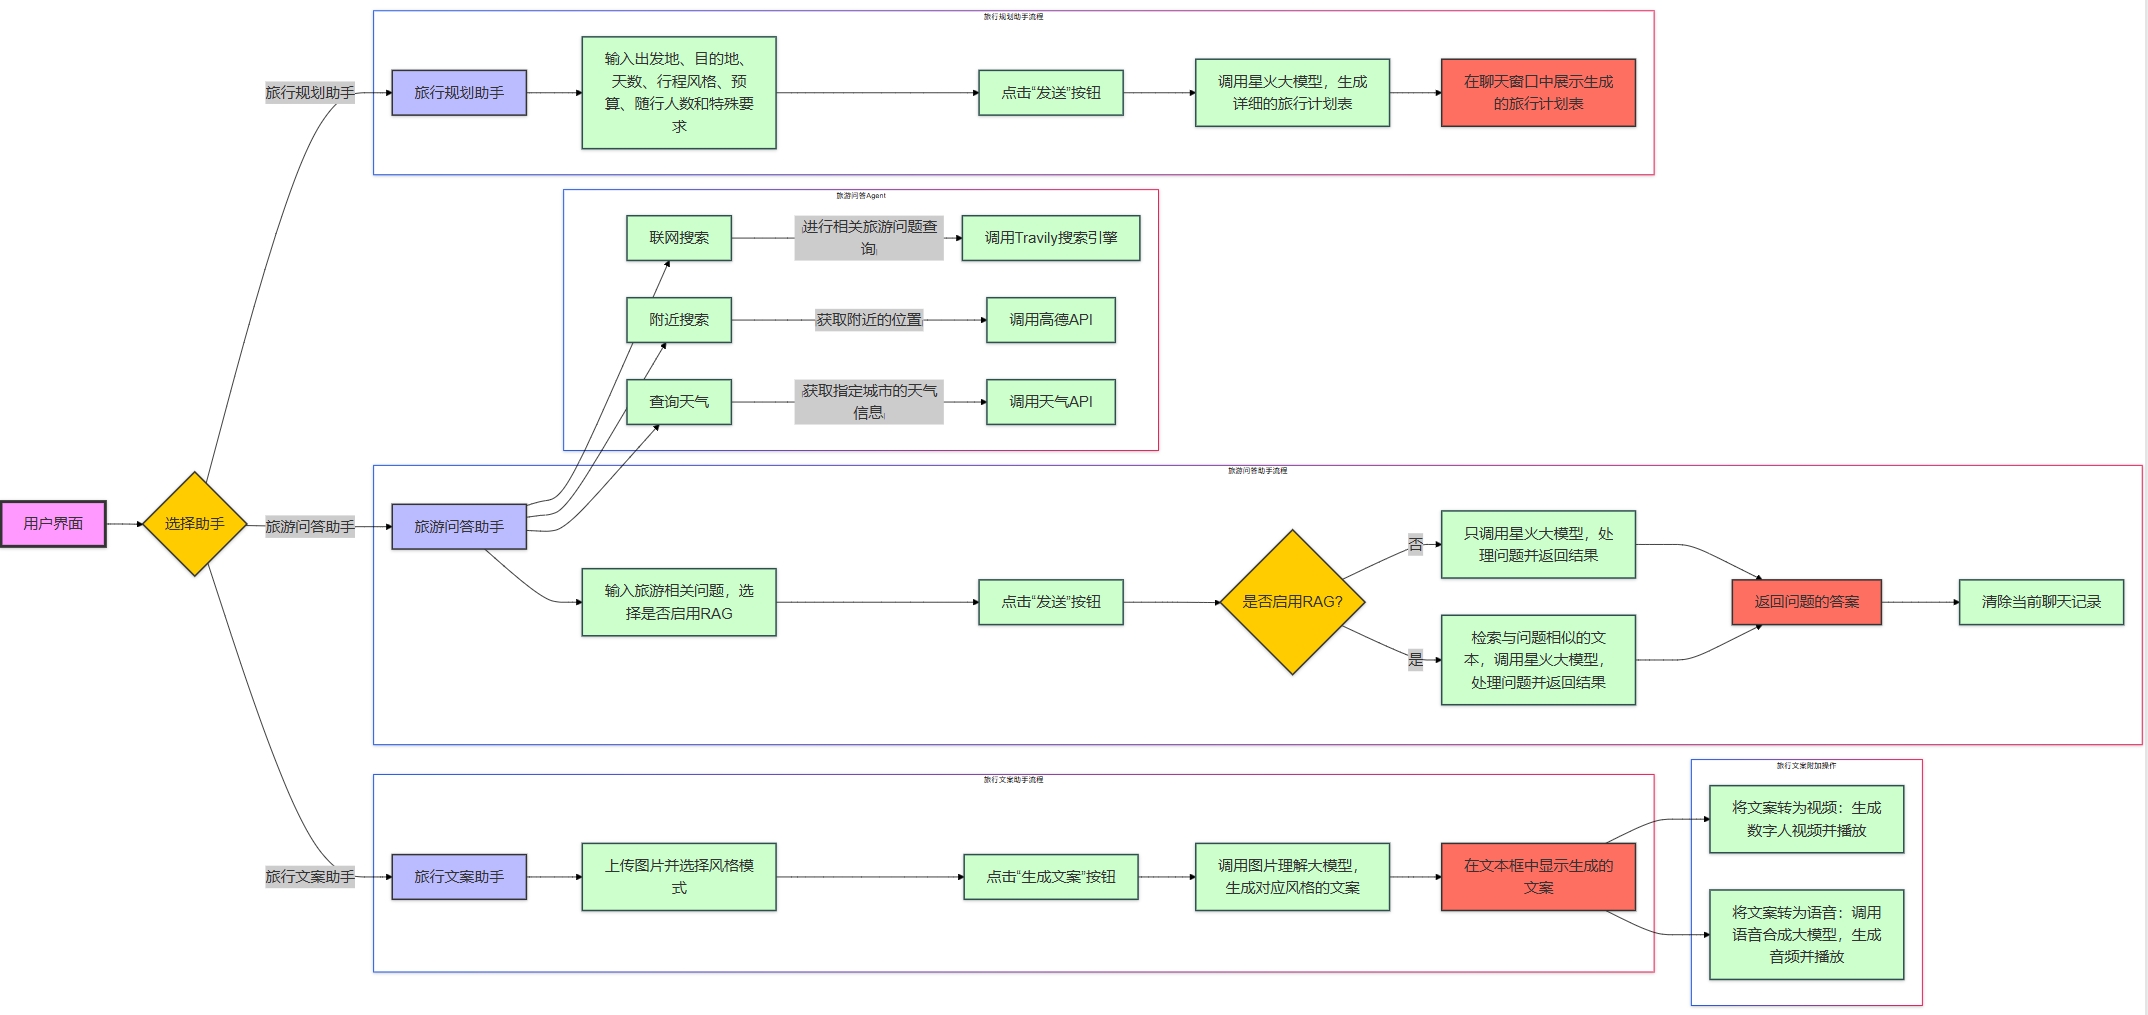 旅行规划助手流程
旅行规划助手
旅行规划助手
输入出发地、目的地、
天数、行程风格、预
算、随行人数和特殊要
求
点击“发送”按钮
调用星火大模型，生成
详细的旅行计划表
在聊天窗口中展示生成
的旅行计划表
旅游问答Agent
联网搜索
进行相关旅游问题查
询
调用Travily搜索引擎
附近搜索
获取附近的位置
调用高德API
查询天气
获取指定城市的天气
信息
调用天气API
用户界面
选择助手
旅游问答助手流程
旅游问答助手
旅游问答助手
输入旅游相关问题，选
择是否启用RAG
点击“发送”按钮
是否启用RAG?
否
只调用星火大模型，处
理问题并返回结果
是
检索与问题相似的文
本，调用星火大模型，
处理问题并返回结果
返回问题的答案
清除当前聊天记录
旅行文案助手流程
旅行文案助手
旅行文案助手
上传图片并选择风格模
式
点击“生成文案”按钮
调用图片理解大模型，
生成对应风格的文案
在文本框中显示生成的
文案
旅行文案附加操作
将文案转为视频：生成
数字人视频并播放
将文案转为语音：调用
语音合成大模型，生成
音频并播放